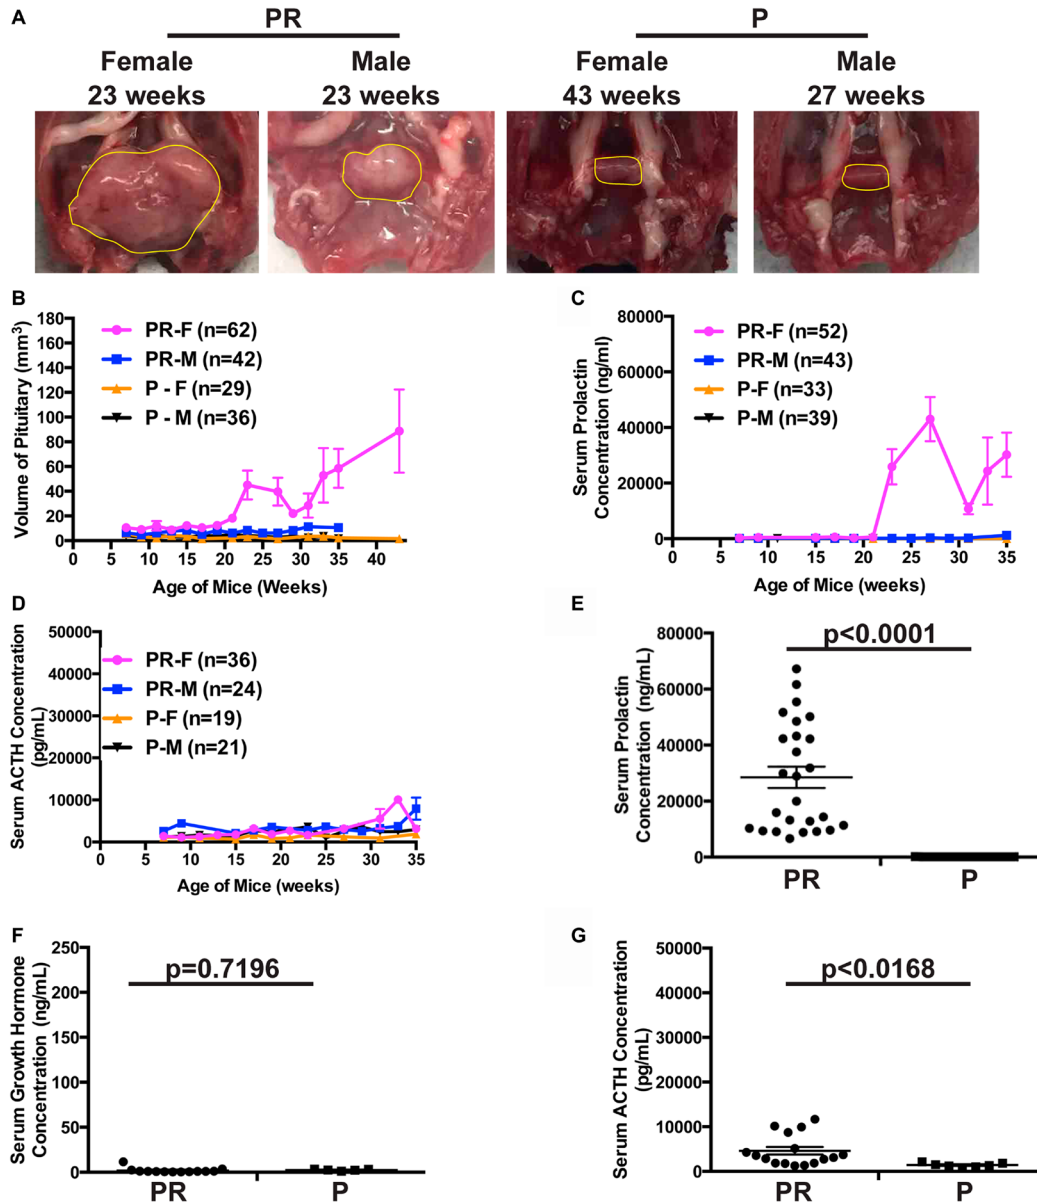 A
PR
P
Female
23 weeks
Male
23 weeks
Female
43 weeks
Male
27 weeks
B
Volume of Pituitary (mm³)
180
160
140
120
100
80
60
40
20
0
PR-F (n=62)
PR-M (n=42)
P - F (n=29)
P - M (n=36)
0 5 10 15 20 25 30 35 40
Age of Mice (Weeks)
C
Serum Prolactin
Concentration (ng/ml)
80000
60000
40000
20000
0
PR-F (n=52)
PR-M (n=43)
P-F (n=33)
P-M (n=39)
0 5 10 15 20 25 30 35
Age of Mice (weeks)
D
Serum ACTH Concentration
(pg/mL)
50000
40000
30000
20000
10000
0
PR-F (n=36)
PR-M (n=24)
P-F (n=19)
P-M (n=21)
0 5 10 15 20 25 30 35
Age of Mice (weeks)
E
Serum Prolactin
Concentration (ng/mL)
80000
60000
40000
20000
0
p<0.0001
PR P
F
Serum Growth Hormone
Concentration (ng/mL)
250
200
150
100
50
0
p=0.7196
PR P
G
Serum ACTH Concentration
(pg/mL)
50000
40000
30000
20000
10000
0
p<0.0168
PR P